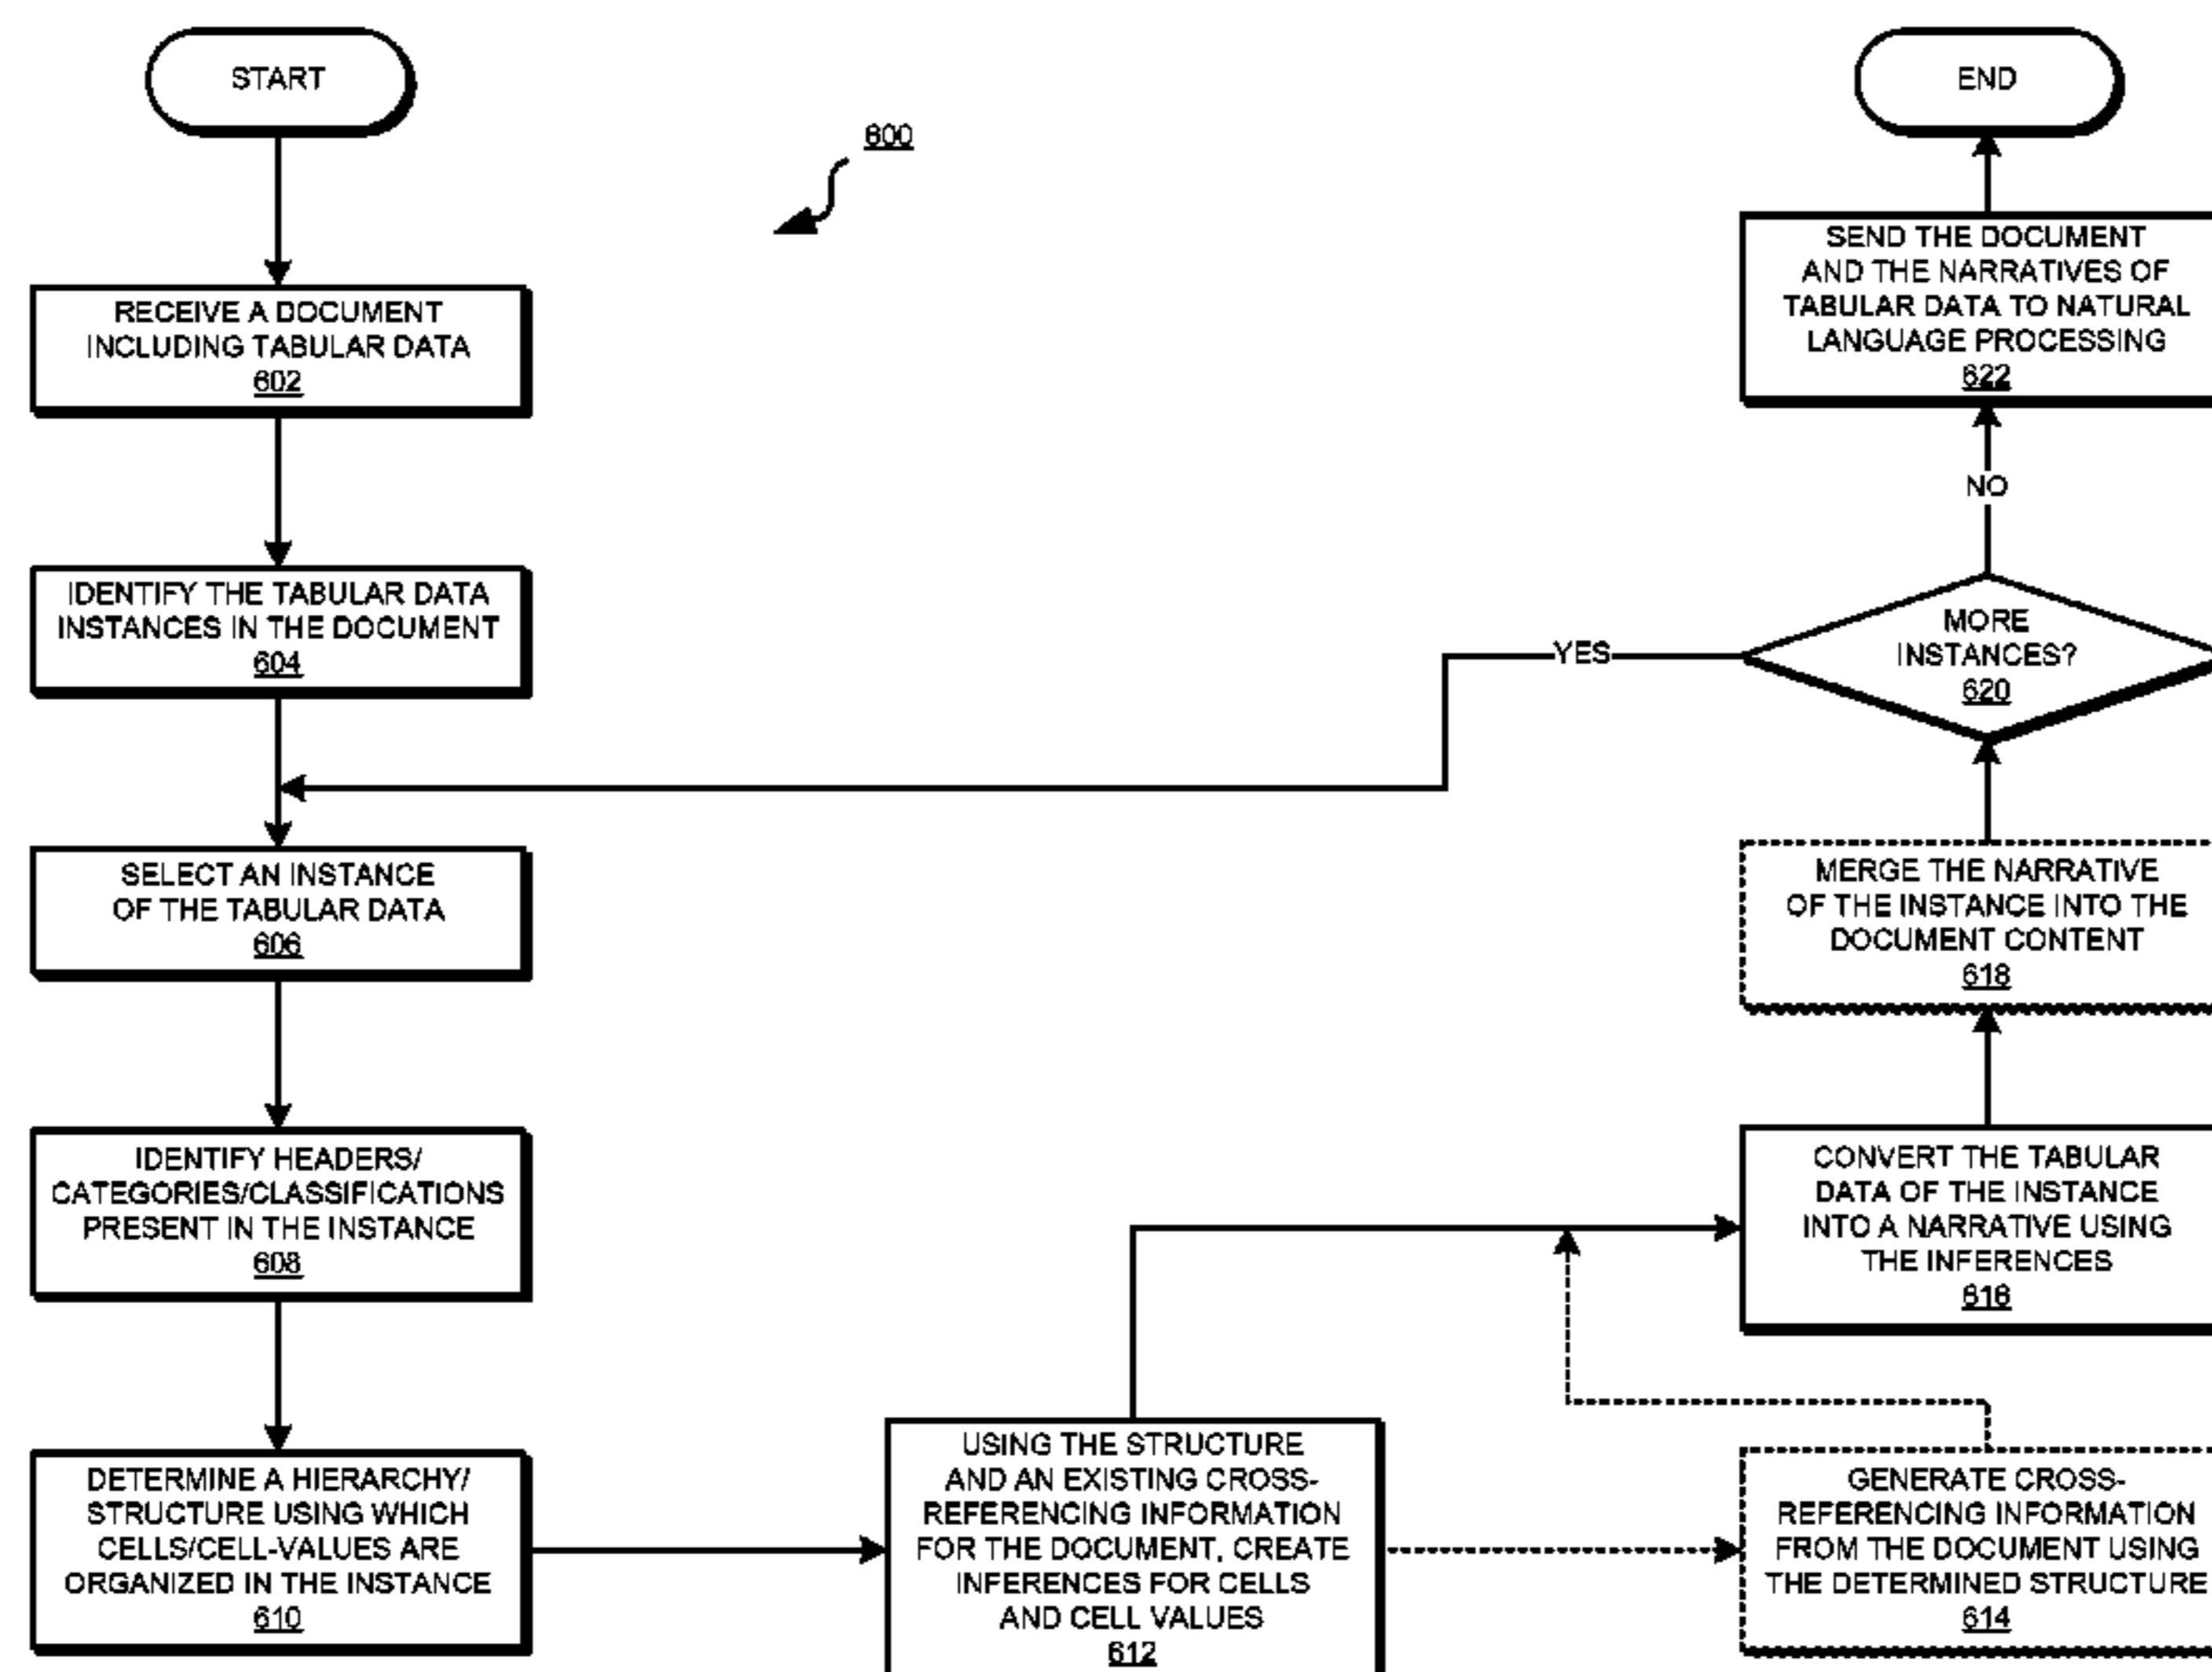 START
600
RECEIVE A DOCUMENT
INCLUDING TABULAR DATA
602
IDENTIFY THE TABULAR DATA
INSTANCES IN THE DOCUMENT
604
SELECT AN INSTANCE
OF THE TABULAR DATA
606
IDENTIFY HEADERS/
CATEGORIES/CLASSIFICATIONS
PRESENT IN THE INSTANCE
608
DETERMINE A HIERARCHY/
STRUCTURE USING WHICH
CELLS/CELL-VALUES ARE
ORGANIZED IN THE INSTANCE
610
USING THE STRUCTURE
AND AN EXISTING CROSS-
REFERENCING INFORMATION
FOR THE DOCUMENT, CREATE
INFERENCES FOR CELLS
AND CELL VALUES
612
GENERATE CROSS-
REFERENCING INFORMATION
FROM THE DOCUMENT USING
THE DETERMINED STRUCTURE
614
CONVERT THE TABULAR
DATA OF THE INSTANCE
INTO A NARRATIVE USING
THE INFERENCES
616
MERGE THE NARRATIVE
OF THE INSTANCE INTO THE
DOCUMENT CONTENT
618
MORE
INSTANCES?
620
YES
NO
SEND THE DOCUMENT
AND THE NARRATIVES OF
TABULAR DATA TO NATURAL
LANGUAGE PROCESSING
622
END